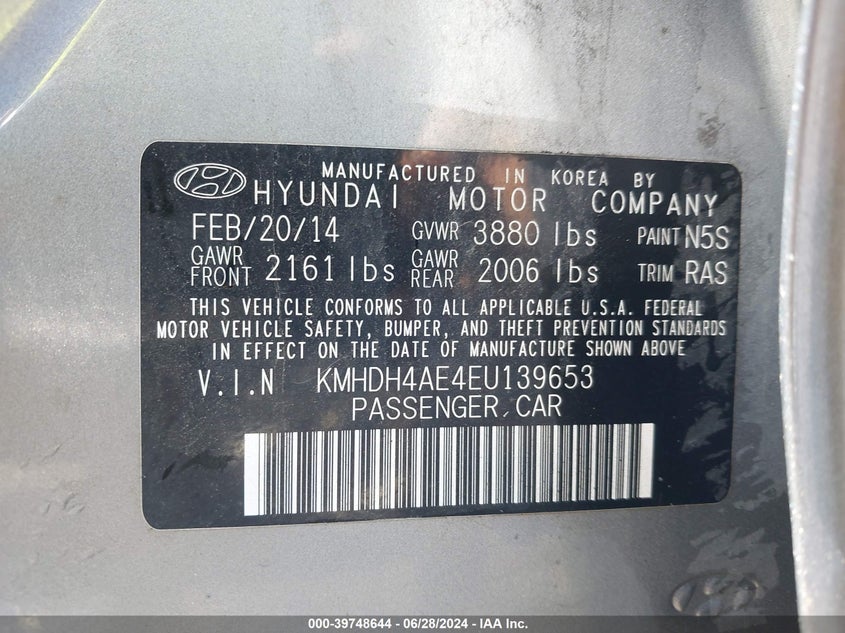 MANUFACTURED IN KOREA BY
HYUNDAI MOTOR COMPANY
FEB/20/14 GVWR 3880 lbs PAINT N5S
GAWR FRONT 2161 lbs GAWR REAR 2006 lbs TRIM RAS
THIS VEHICLE CONFORMS TO ALL APPLICABLE U.S.A. FEDERAL
MOTOR VEHICLE SAFETY, BUMPER, AND THEFT PREVENTION STANDARDS
IN EFFECT ON THE DATE OF MANUFACTURE SHOWN ABOVE
V.I.N KMHDH4AE4EU139653
PASSENGER CAR
000-39748644 - 06/28/2024 - IAA Inc.